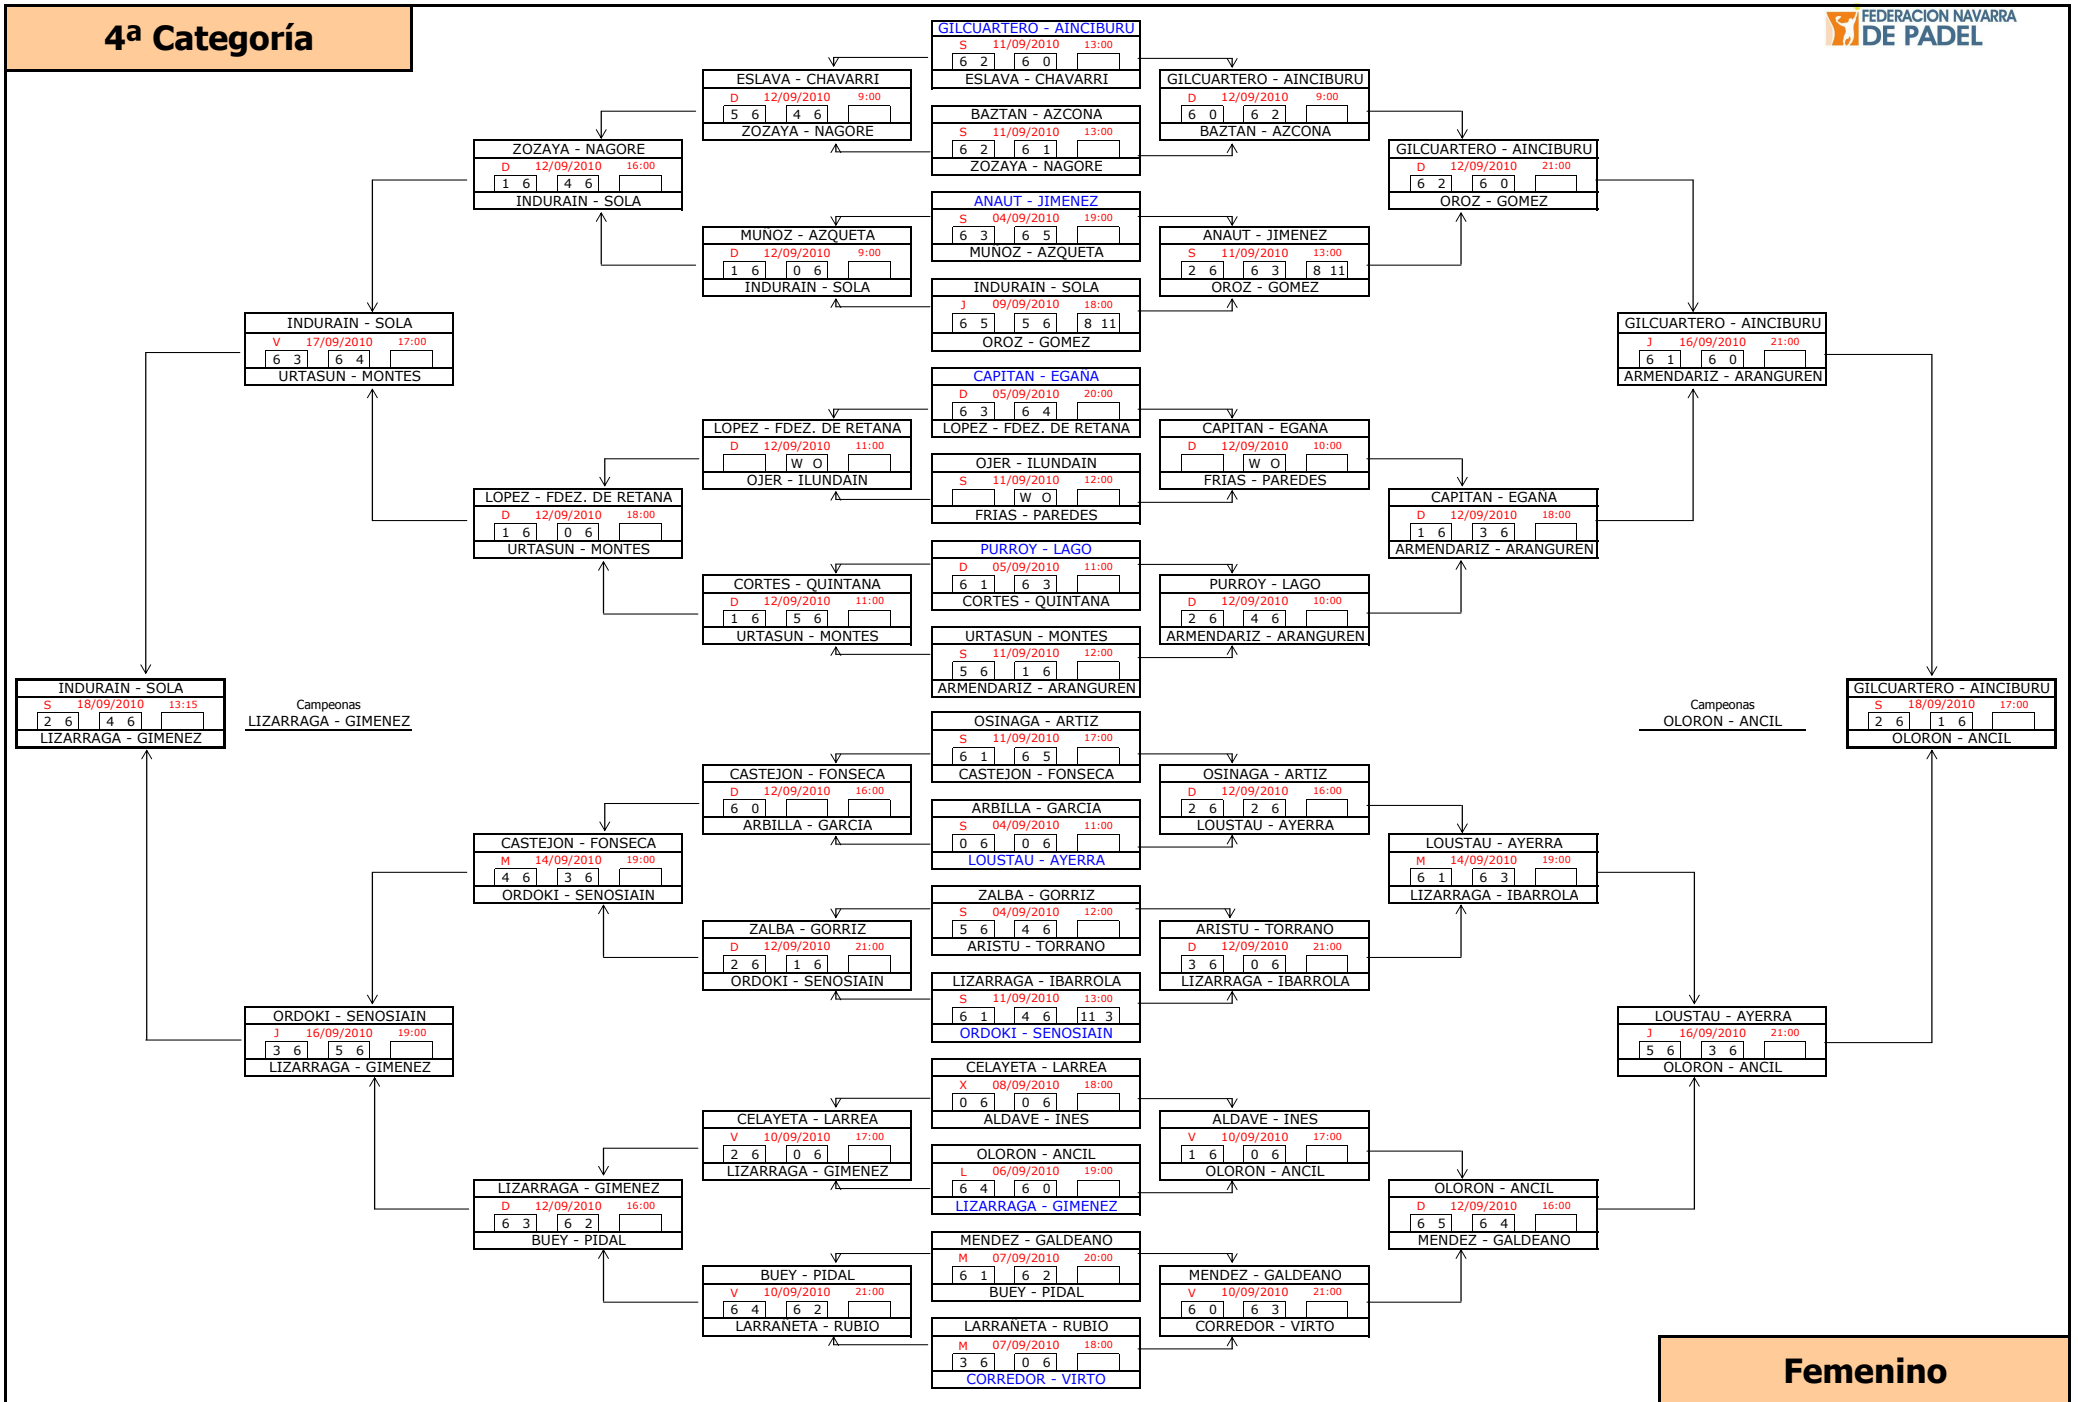 4ª Categoría
FEDERACION NAVARRA
DE PADEL
INDURAIN - SOLA
S 18/09/2010 13:15
2 6 4 6
LIZARRAGA - GIMENEZ
Campeonas
LIZARRAGA - GIMENEZ
INDURAIN - SOLA
V 17/09/2010 17:00
6 3 6 4
URTASUN - MONTES
ORDOKI - SENOSIAIN
J 16/09/2010 19:00
3 6 5 6
LIZARRAGA - GIMENEZ
ZOZAYA - NAGORE
D 12/09/2010 16:00
1 6 4 6
INDURAIN - SOLA
LOPEZ - FDEZ. DE RETANA
D 12/09/2010 18:00
1 6 0 6
URTASUN - MONTES
CASTEJON - FONSECA
M 14/09/2010 19:00
4 6 3 6
ORDOKI - SENOSIAIN
LIZARRAGA - GIMENEZ
D 12/09/2010 16:00
6 3 6 2
BUEY - PIDAL
ESLAVA - CHAVARRI
D 12/09/2010 9:00
5 6 4 6
ZOZAYA - NAGORE
MUÑOZ - AZQUETA
D 12/09/2010 9:00
1 6 0 6
INDURAIN - SOLA
LOPEZ - FDEZ. DE RETANA
D 12/09/2010 11:00
W O
OJER - ILUNDAIN
CORTES - QUINTANA
D 12/09/2010 11:00
1 6 5 6
URTASUN - MONTES
CASTEJON - FONSECA
D 12/09/2010 16:00
6 0
ARBILLA - GARCIA
ZALBA - GORRIZ
D 12/09/2010 21:00
2 6 1 6
ORDOKI - SENOSIAIN
CELAYETA - LARREA
V 10/09/2010 17:00
2 6 0 6
LIZARRAGA - GIMENEZ
BUEY - PIDAL
V 10/09/2010 21:00
6 4 6 2
LARRAÑETA - RUBIO
GILCUARTERO - AINCIBURU
S 11/09/2010 13:00
6 2 6 0
ESLAVA - CHAVARRI
BAZTAN - AZCONA
S 11/09/2010 13:00
6 2 6 1
ZOZAYA - NAGORE
ANAUT - JIMENEZ
S 04/09/2010 19:00
6 3 6 5
MUÑOZ - AZQUETA
INDURAIN - SOLA
J 09/09/2010 18:00
6 5 5 6 8 11
OROZ - GOMEZ
CAPITAN - EGAÑA
D 05/09/2010 20:00
6 3 6 4
LOPEZ - FDEZ. DE RETANA
OJER - ILUNDAIN
S 11/09/2010 12:00
W O
FRIAS - PAREDES
PURROY - LAGO
D 05/09/2010 11:00
6 1 6 3
CORTES - QUINTANA
URTASUN - MONTES
S 11/09/2010 12:00
5 6 1 6
ARMENDARIZ - ARANGUREN
OSINAGA - ARTIZ
S 11/09/2010 17:00
6 1 6 5
CASTEJON - FONSECA
ARBILLA - GARCIA
S 04/09/2010 11:00
0 6 0 6
LOUSTAU - AYERRA
ZALBA - GORRIZ
S 04/09/2010 12:00
5 6 4 6
ARISTU - TORRANO
LIZARRAGA - IBARROLA
S 11/09/2010 13:00
6 1 4 6 11 3
ORDOKI - SENOSIAIN
CELAYETA - LARREA
X 08/09/2010 18:00
0 6 0 6
ALDAVE - INES
OLORON - ANCIL
L 06/09/2010 19:00
6 4 6 0
LIZARRAGA - GIMENEZ
MENDEZ - GALDEANO
M 07/09/2010 20:00
6 1 6 2
BUEY - PIDAL
LARRAÑETA - RUBIO
M 07/09/2010 18:00
3 6 0 6
CORREDOR - VIRTO
GILCUARTERO - AINCIBURU
D 12/09/2010 9:00
6 0 6 2
BAZTAN - AZCONA
ANAUT - JIMENEZ
S 11/09/2010 13:00
2 6 6 3 8 11
OROZ - GOMEZ
CAPITAN - EGAÑA
D 12/09/2010 10:00
W O
FRIAS - PAREDES
PURROY - LAGO
D 12/09/2010 10:00
2 6 4 6
ARMENDARIZ - ARANGUREN
OSINAGA - ARTIZ
D 12/09/2010 16:00
2 6 2 6
LOUSTAU - AYERRA
ARISTU - TORRANO
D 12/09/2010 21:00
3 6 0 6
LIZARRAGA - IBARROLA
ALDAVE - INES
V 10/09/2010 17:00
1 6 0 6
OLORON - ANCIL
MENDEZ - GALDEANO
V 10/09/2010 21:00
6 0 6 3
CORREDOR - VIRTO
GILCUARTERO - AINCIBURU
D 12/09/2010 21:00
6 2 6 0
OROZ - GOMEZ
CAPITAN - EGAÑA
D 12/09/2010 18:00
1 6 3 6
ARMENDARIZ - ARANGUREN
LOUSTAU - AYERRA
M 14/09/2010 19:00
6 1 6 3
LIZARRAGA - IBARROLA
OLORON - ANCIL
D 12/09/2010 16:00
6 5 6 4
MENDEZ - GALDEANO
GILCUARTERO - AINCIBURU
J 16/09/2010 21:00
6 1 6 0
ARMENDARIZ - ARANGUREN
LOUSTAU - AYERRA
J 16/09/2010 21:00
5 6 3 6
OLORON - ANCIL
Campeonas
OLORON - ANCIL
GILCUARTERO - AINCIBURU
S 18/09/2010 17:00
2 6 1 6
OLORON - ANCIL
Femenino